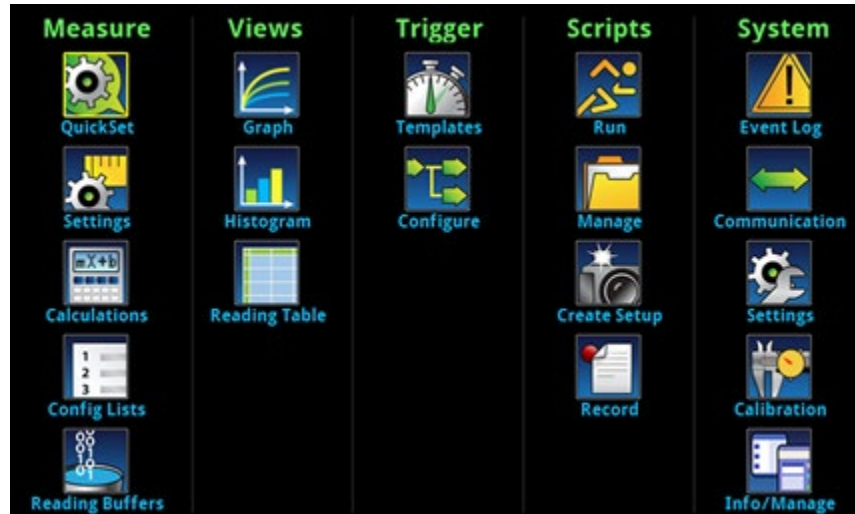 Measure
QuickSet
Settings
mX+b
Calculations
1
2
3
Config Lists
Reading Buffers
Views
Graph
Histogram
Reading Table
Trigger
Templates
Configure
Scripts
Run
Manage
Create Setup
Record
System
Event Log
Communication
Settings
Calibration
Info/Manage